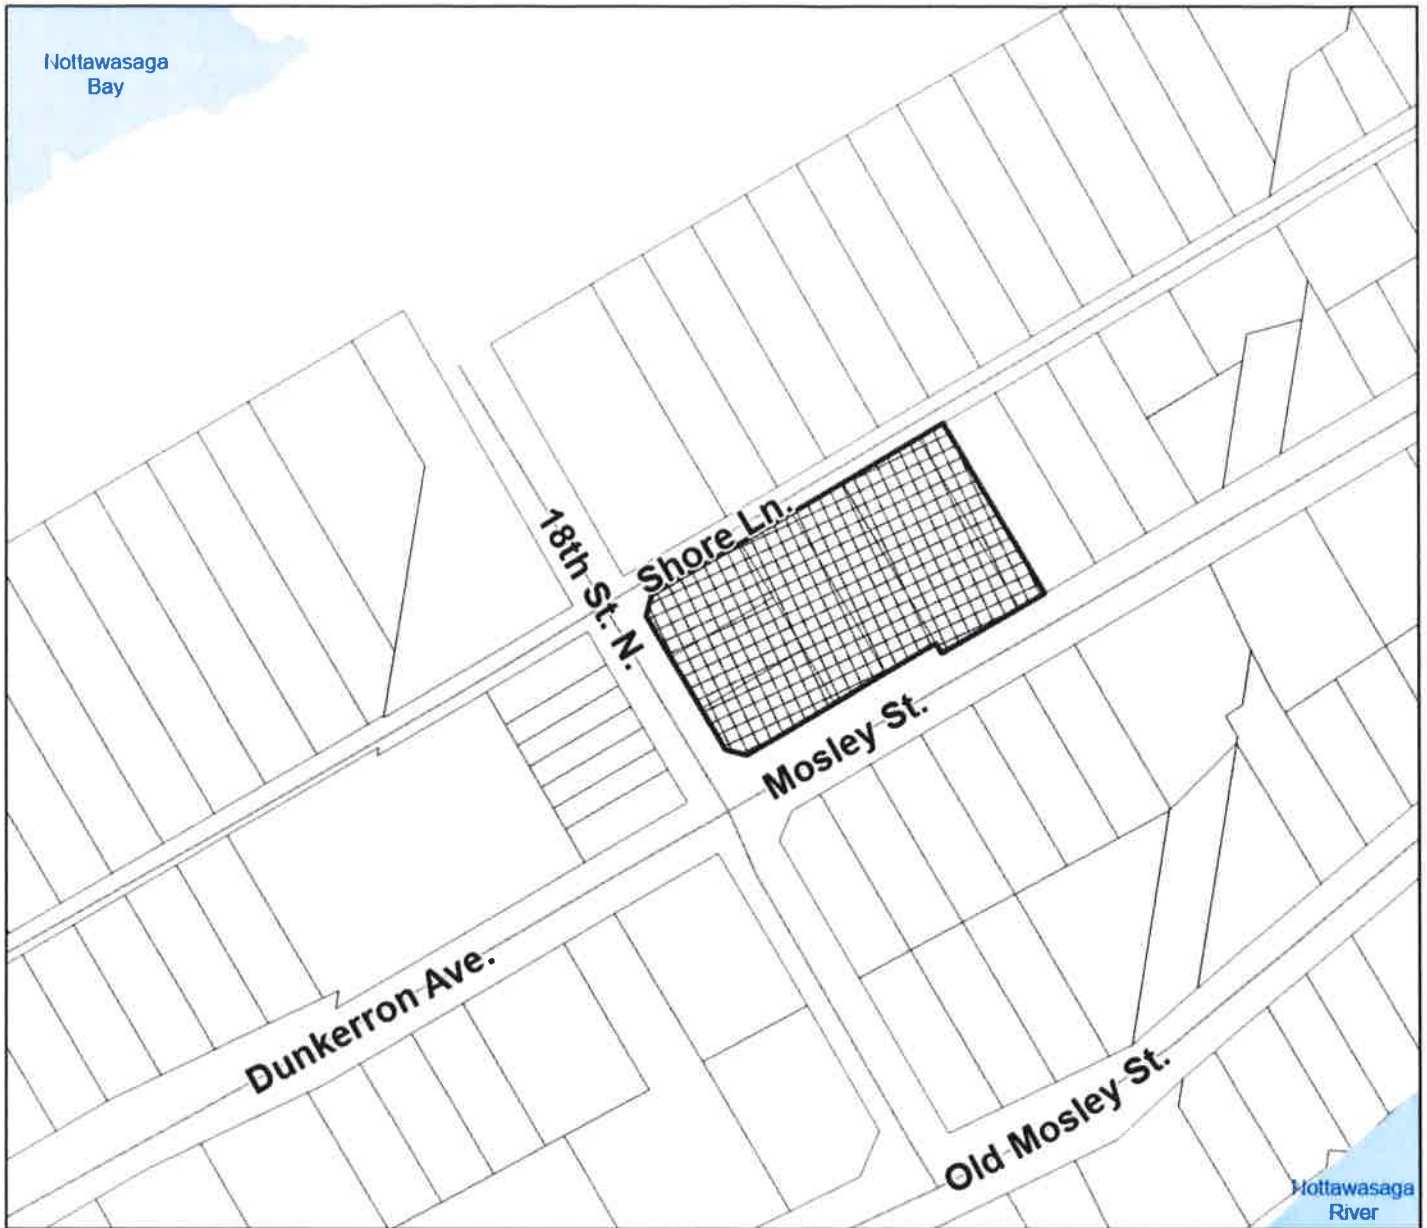 Nottawasaga
Bay
Shore Ln.
18th St. N.
Mosley St.
Dunkerron Ave.
Old Mosley St.
Nottawasaga
River